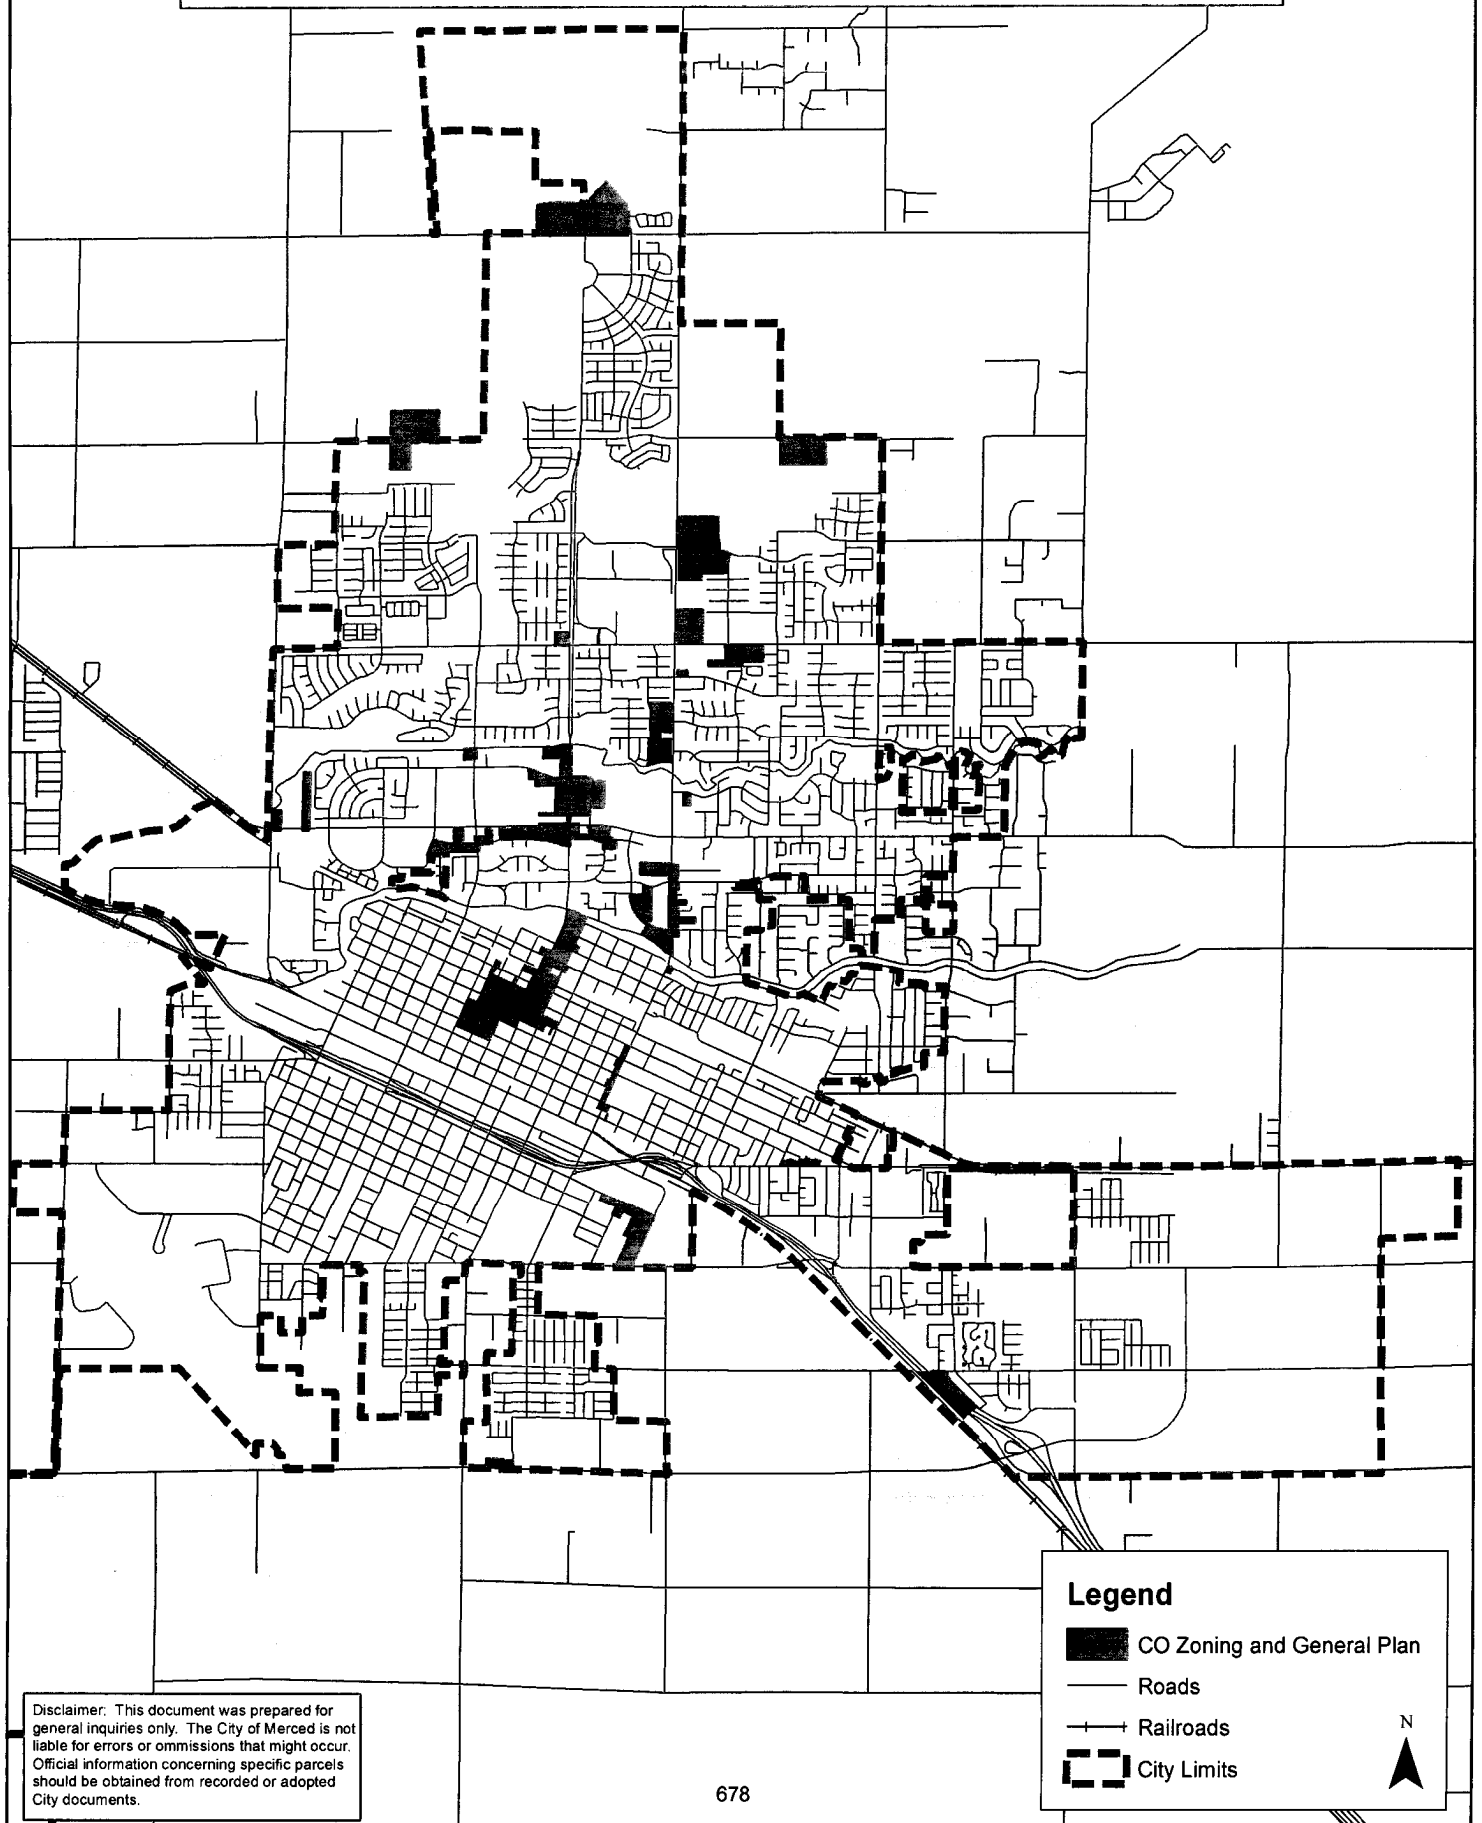 Legend
CO Zoning and General Plan
Roads
Railroads
City Limits
N
Disclaimer: This document was prepared for
general inquiries only. The City of Merced is not
liable for errors or ommissions that might occur.
Official information concerning specific parcels
should be obtained from recorded or adopted
City documents.
678